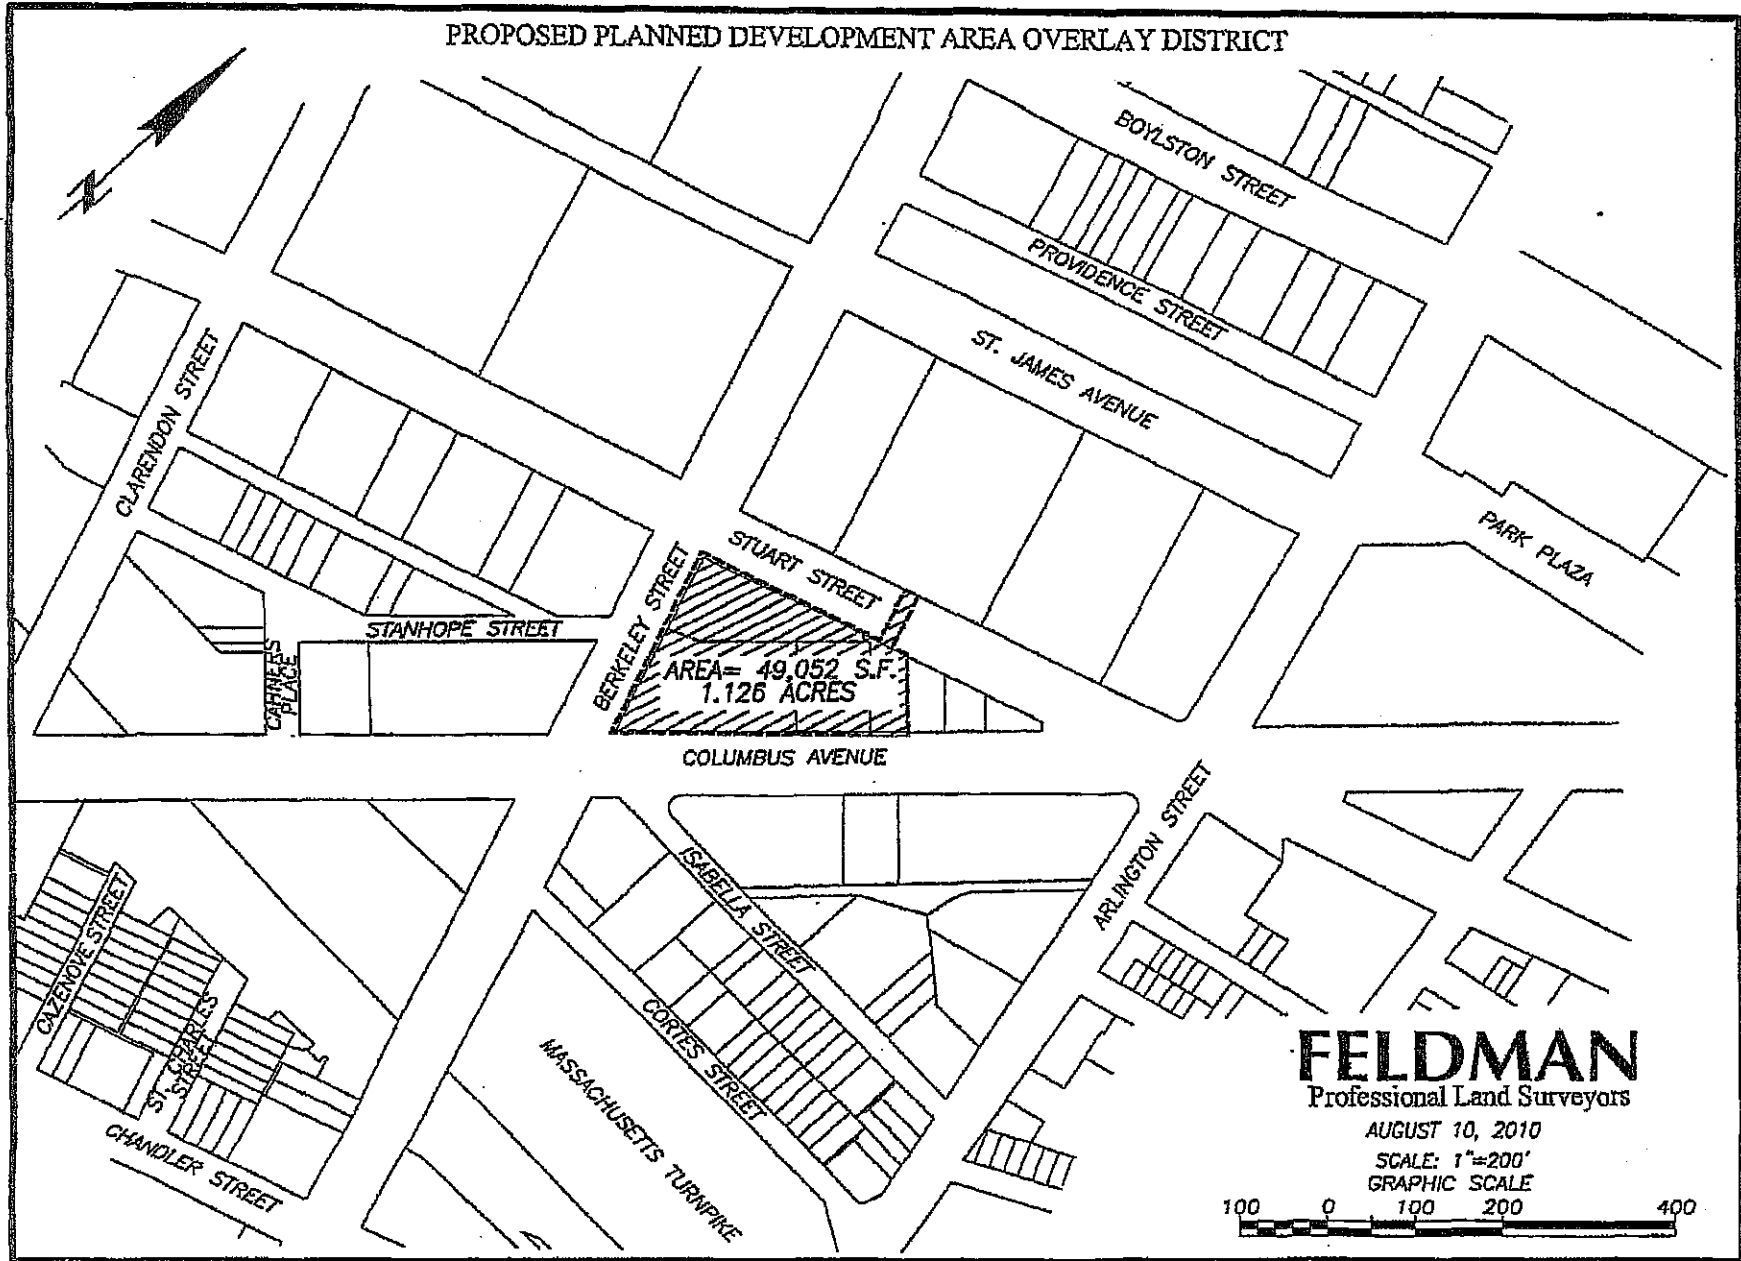 PROPOSED PLANNED DEVELOPMENT AREA OVERLAY DISTRICT
N
BOYLSTON STREET
PROVIDENCE STREET
ST. JAMES AVENUE
CLARENDON STREET
PARK PLAZA
STUART STREET
BERKELEY STREET
STANHOPE STREET
CAHNERS
PLACE
AREA= 49,052 S.F.
1.126 ACRES
COLUMBUS AVENUE
ARLINGTON STREET
ISABELLA STREET
CAZENOVE STREET
ST. CHARLES
STREET
CORTES STREET
MASSACHUSETTS TURNPIKE
CHANDLER STREET
FELDMAN
Professional Land Surveyors
AUGUST 10, 2010
SCALE: 1"=200'
GRAPHIC SCALE
100 0 100 200 400